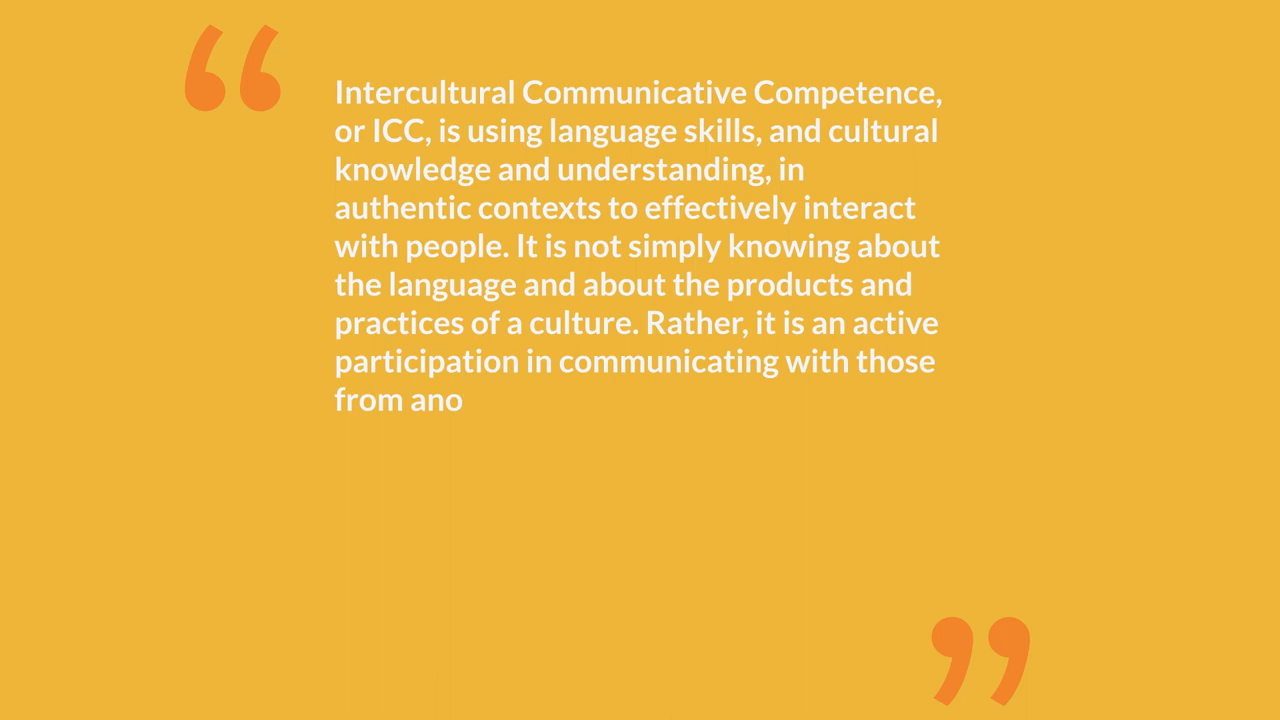 “
Intercultural Communicative Competence,
or ICC, is using language skills, and cultural
knowledge and understanding, in
authentic contexts to effectively interact
with people. It is not simply knowing about
the language and about the products and
practices of a culture. Rather, it is an active
participation in communicating with those
from ano
”